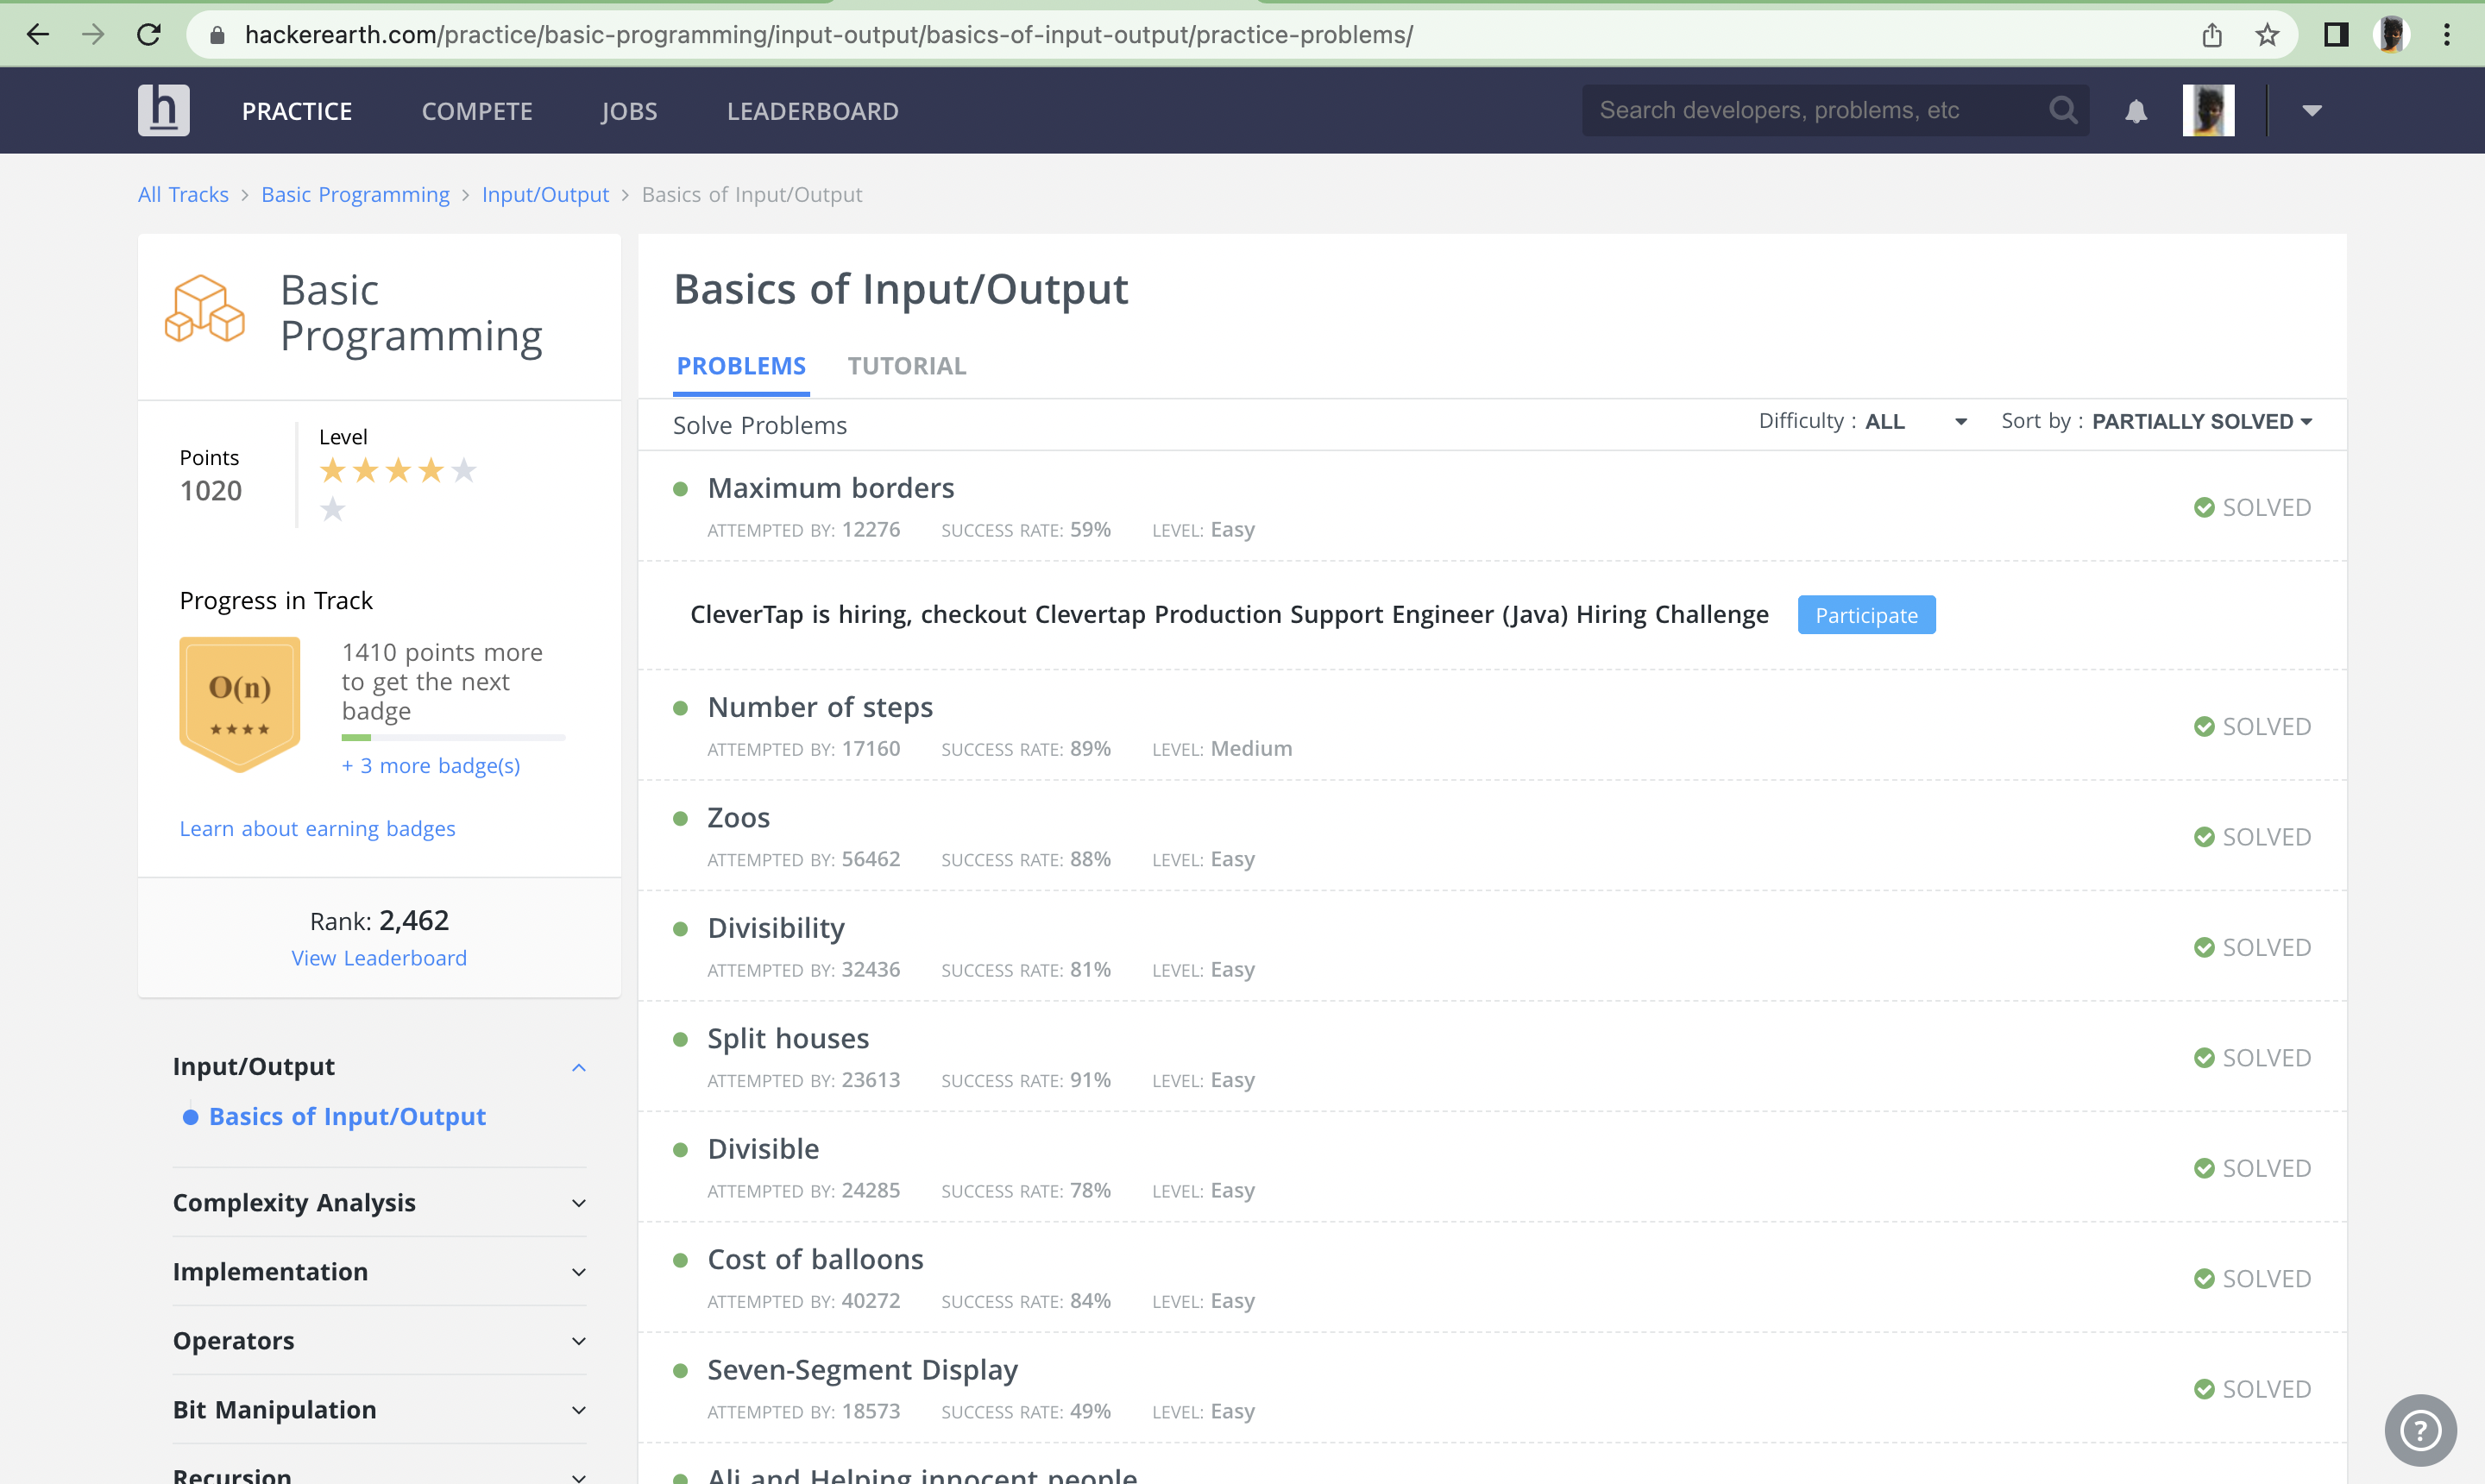 hackerearth.com/practice/basic-programming/input-output/basics-of-input-output/practice-problems/
h PRACTICE COMPETE JOBS LEADERBOARD Search developers, problems, etc
All Tracks > Basic Programming > Input/Output > Basics of Input/Output
Basic
Programming
Points
1020
Level
Progress in Track
O(n)
1410 points more
to get the next
badge
+ 3 more badge(s)
Learn about earning badges
Rank: 2,462
View Leaderboard
Input/Output
Basics of Input/Output
Complexity Analysis
Implementation
Operators
Bit Manipulation
Recursion
Basics of Input/Output
PROBLEMS TUTORIAL
Solve Problems Difficulty : ALL Sort by : PARTIALLY SOLVED
Maximum borders
ATTEMPTED BY: 12276 SUCCESS RATE: 59% LEVEL: Easy
SOLVED
CleverTap is hiring, checkout Clevertap Production Support Engineer (Java) Hiring Challenge Participate
Number of steps
ATTEMPTED BY: 17160 SUCCESS RATE: 89% LEVEL: Medium
SOLVED
Zoos
ATTEMPTED BY: 56462 SUCCESS RATE: 88% LEVEL: Easy
SOLVED
Divisibility
ATTEMPTED BY: 32436 SUCCESS RATE: 81% LEVEL: Easy
SOLVED
Split houses
ATTEMPTED BY: 23613 SUCCESS RATE: 91% LEVEL: Easy
SOLVED
Divisible
ATTEMPTED BY: 24285 SUCCESS RATE: 78% LEVEL: Easy
SOLVED
Cost of balloons
ATTEMPTED BY: 40272 SUCCESS RATE: 84% LEVEL: Easy
SOLVED
Seven-Segment Display
ATTEMPTED BY: 18573 SUCCESS RATE: 49% LEVEL: Easy
SOLVED
Ali and Helping innocent people
?